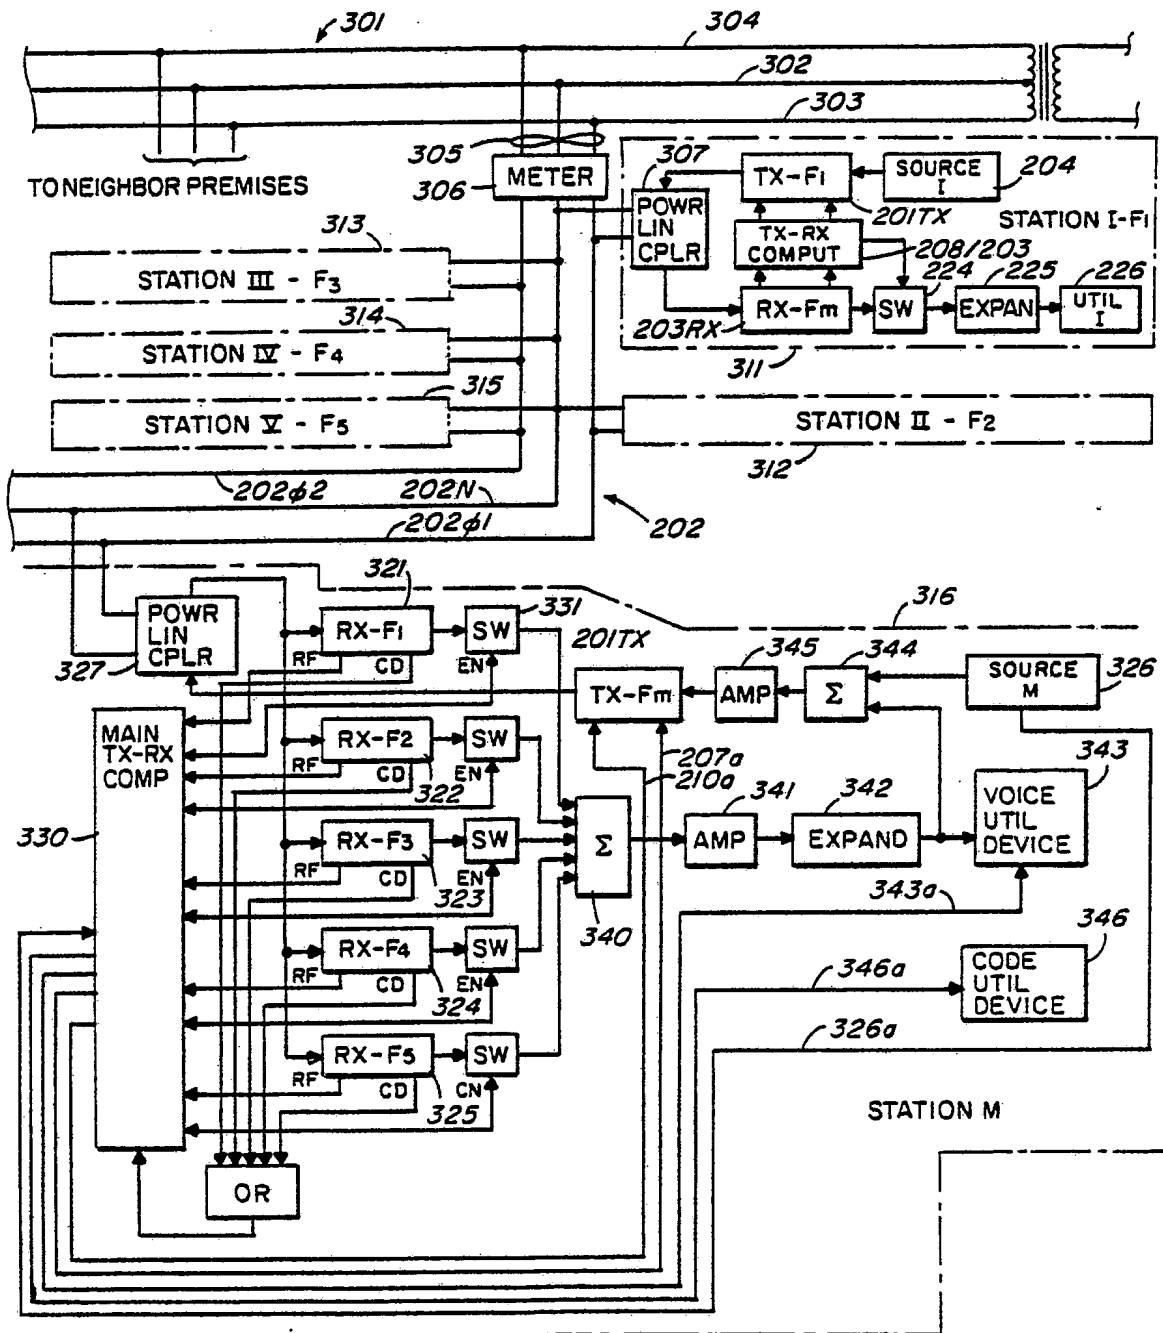 301
304
302
303
305
METER
306
TO NEIGHBOR PREMISES
307
POWR
LIN
CPLR
TX-F1
SOURCE
I
204
201TX
STATION I-F1
TX-RX
COMPUT
208/203
224
225
226
RX-Fm
SW
EXPAN
UTIL
I
203RX
311
313
STATION III - F3
314
STATION IV - F4
315
STATION V - F5
STATION II - F2
312
202ϕ2
202N
202ϕ1
202
316
POWR
LIN
CPLR
327
321
RX-F1
RF
CD
SW
EN
331
201TX
TX-Fm
345
AMP
344
Σ
SOURCE
M
326
MAIN
TX-RX
COMP
330
RX-F2
RF
CD
322
SW
EN
207a
210a
341
AMP
342
EXPAND
343
VOICE
UTIL
DEVICE
RX-F3
RF
CD
323
SW
EN
Σ
340
343a
RX-F4
RF
CD
324
SW
EN
346a
346
CODE
UTIL
DEVICE
326a
RX-F5
RF
CD
325
SW
CN
STATION M
OR